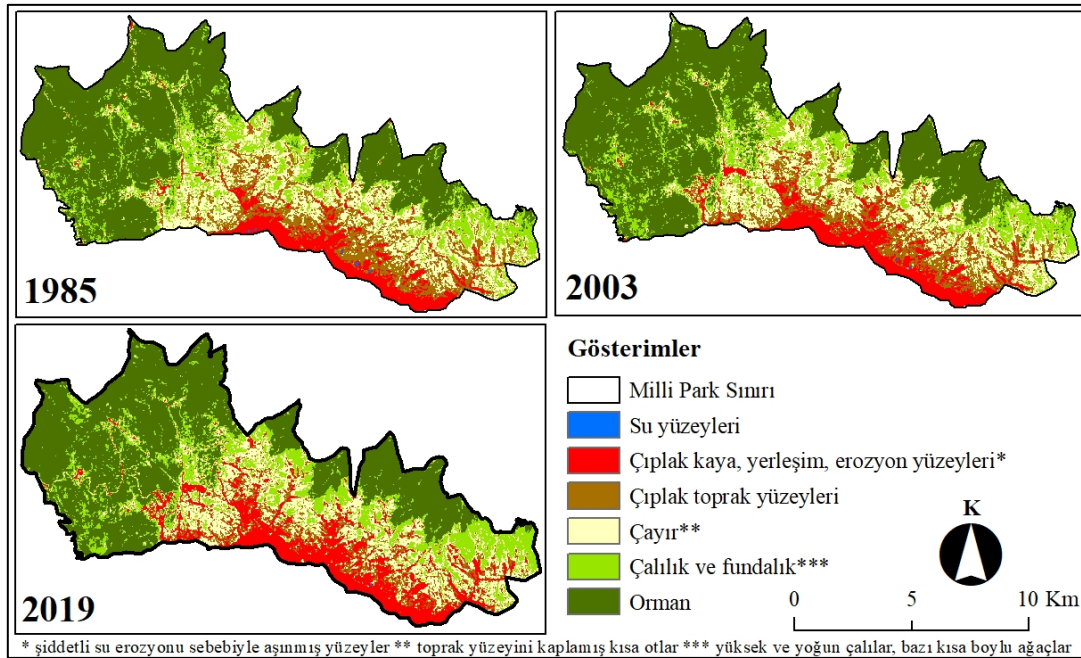 1985
2003
2019
Gösterimler
Milli Park Sınırı
Su yüzeyleri
Çıplak kaya, yerleşim, erozyon yüzeyleri*
Çıplak toprak yüzeyleri
Çayır**
Çalılık ve fundalık***
Orman
K
0 5 10 Km
* şiddetli su erozyonu sebebiyle aşınmış yüzeyler ** toprak yüzeyini kaplamış kısa otlar *** yüksek ve yoğun çalılar, bazı kısa boylu ağaçlar